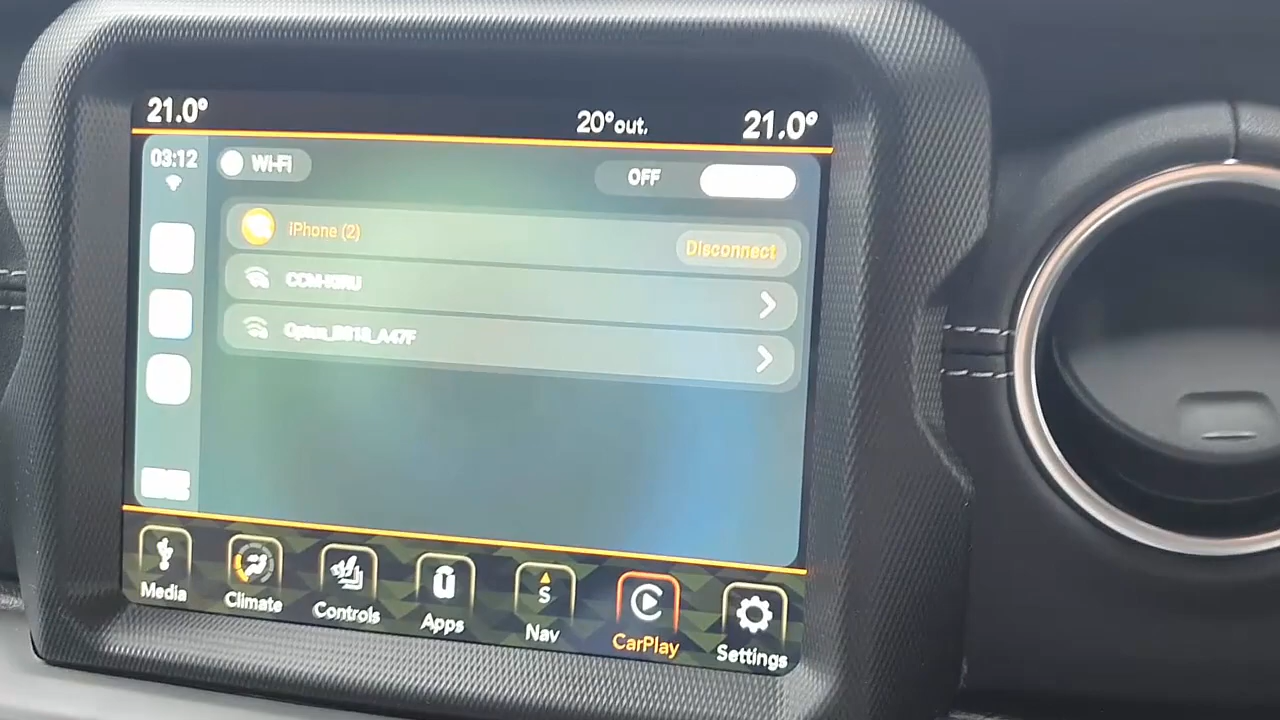 21.0°
20° out.
21.0°
03:12
Wi-Fi
OFF
iPhone (2)
Disconnect
Media
Climate
Controls
Apps
S
Nav
CarPlay
Settings